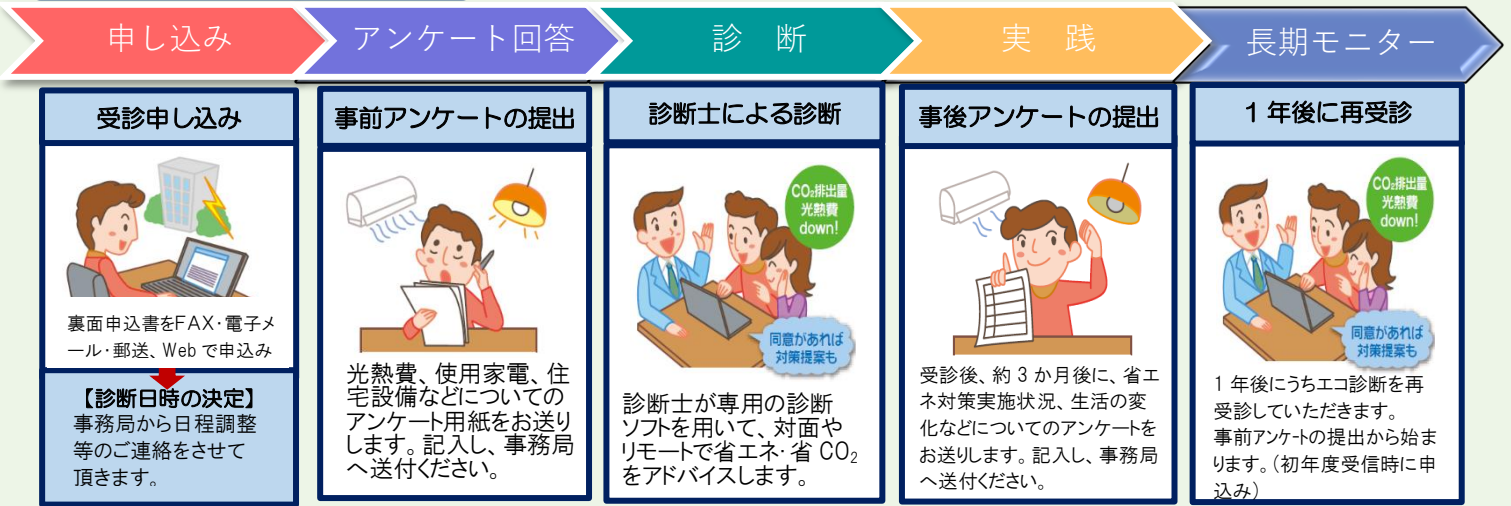 申し込み
アンケート回答
診　断
実　践
長期モニター
受診申し込み
裏面申込書をFAX・電子メ
ール・郵送、Webで申込み
【診断日時の決定】
事務局から日程調整
等のご連絡をさせて
頂きます。
事前アンケートの提出
光熱費、使用家電、住
宅設備などについての
アンケート用紙をお送り
します。記入し、事務局
へ送付ください。
診断士による診断
CO₂排出量
光熱費
down!
同意があれば
対策提案も
診断士が専用の診断
ソフトを用いて、対面や
リモートで省エネ・省CO₂
をアドバイスします。
事後アンケートの提出
受診後、約3か月後に、省エ
ネ対策実施状況、生活の変
化などについてのアンケートを
お送りします。記入し、事務局
へ送付ください。
1年後に再受診
CO₂排出量
光熱費
down!
同意があれば
対策提案も
1年後にうちエコ診断を再
受診していただきます。
事前アンケートの提出から始ま
ります。(初年度受信時に申
込み)